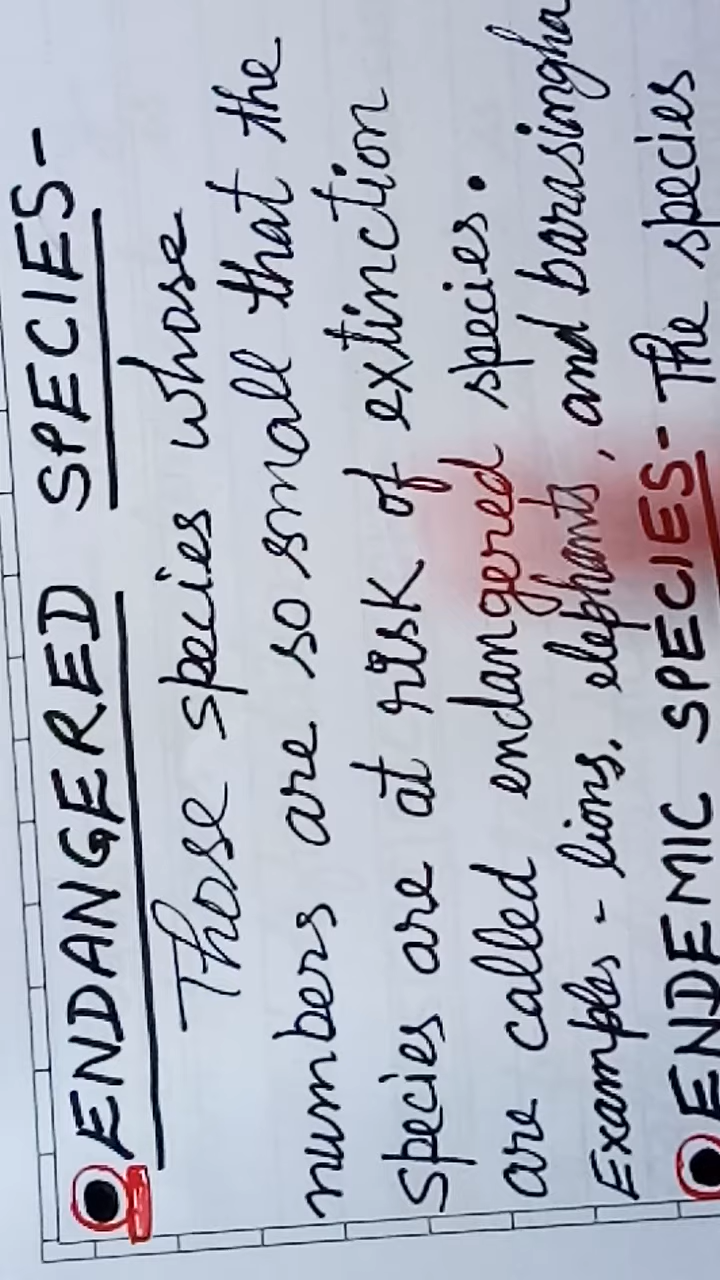 ENDANGERED SPECIES-
Those species whose
numbers are so small that the
species are at risk of extinction
are called endangered species.
Examples - lions, elephants, and barasingha
ENDEMIC SPECIES- The species